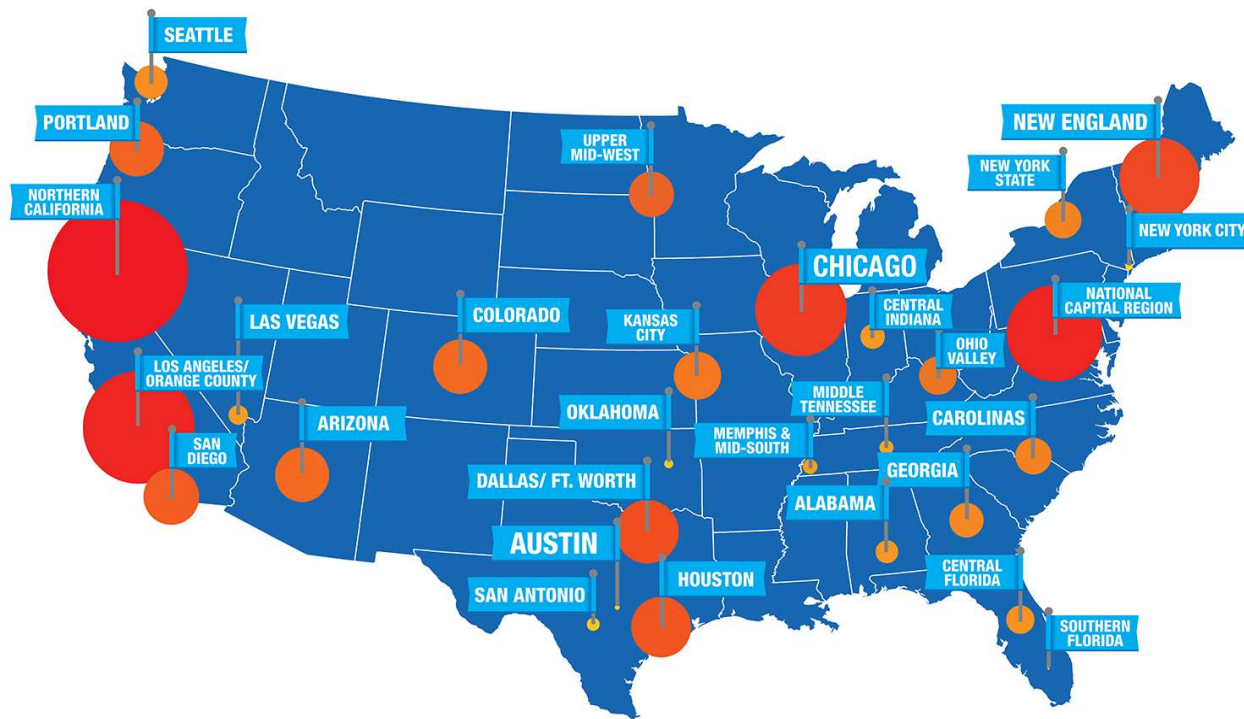 SEATTLE
PORTLAND
NORTHERN
CALIFORNIA
UPPER
MID-WEST
NEW ENGLAND
NEW YORK
STATE
NEW YORK CITY
CHICAGO
NATIONAL
CAPITAL REGION
LAS VEGAS
COLORADO
KANSAS
CITY
CENTRAL
INDIANA
OHIO
VALLEY
LOS ANGELES/
ORANGE COUNTY
ARIZONA
OKLAHOMA
MIDDLE
TENNESSEE
CAROLINAS
SAN
DIEGO
MEMPHIS &
MID-SOUTH
DALLAS/ FT. WORTH
GEORGIA
ALABAMA
AUSTIN
SAN ANTONIO
HOUSTON
CENTRAL
FLORIDA
SOUTHERN
FLORIDA